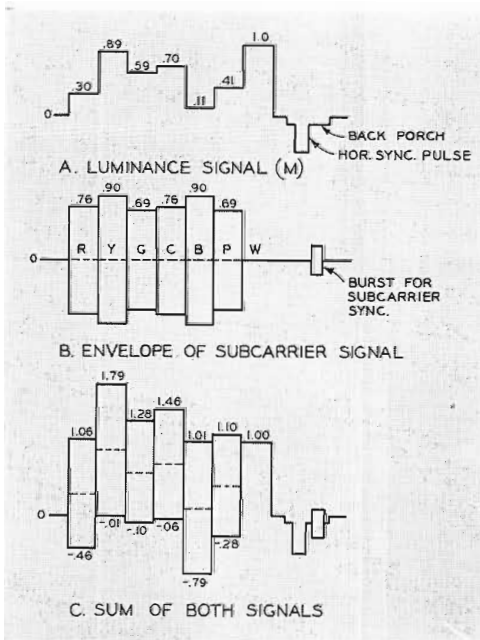 1.0
.89
.70
.59
.41
.30
.11
0
BACK PORCH
HOR. SYNC. PULSE
A. LUMINANCE SIGNAL (M)
.76 .90 .69 .76 .90 .69
R Y G C B P W
0
BURST FOR
SUBCARRIER
SYNC.
B. ENVELOPE OF SUBCARRIER SIGNAL
1.79
1.46
1.28
1.06 1.01 1.10 1.00
0
-.01 -.10 -.06
-.46 -.28
-.79
C. SUM OF BOTH SIGNALS